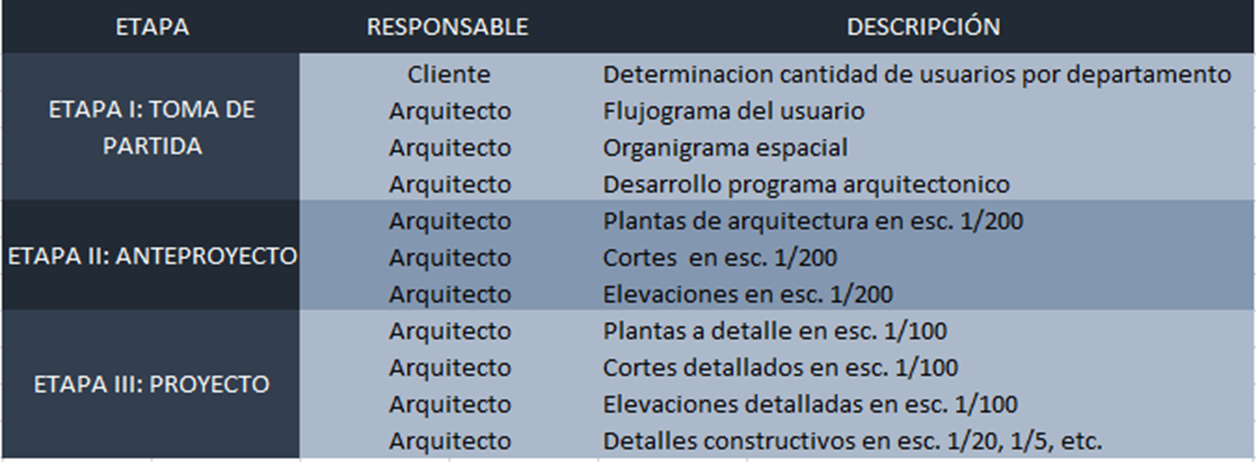 ETAPA RESPONSABLE DESCRIPCIÓN
ETAPA I: TOMA DE
PARTIDA
Cliente Determinacion cantidad de usuarios por departamento
Arquitecto Flujograma del usuario
Arquitecto Organigrama espacial
Arquitecto Desarrollo programa arquitectonico
ETAPA II: ANTEPROYECTO
Arquitecto Plantas de arquitectura en esc. 1/200
Arquitecto Cortes en esc. 1/200
Arquitecto Elevaciones en esc. 1/200
ETAPA III: PROYECTO
Arquitecto Plantas a detalle en esc. 1/100
Arquitecto Cortes detallados en esc. 1/100
Arquitecto Elevaciones detalladas en esc. 1/100
Arquitecto Detalles constructivos en esc. 1/20, 1/5, etc.